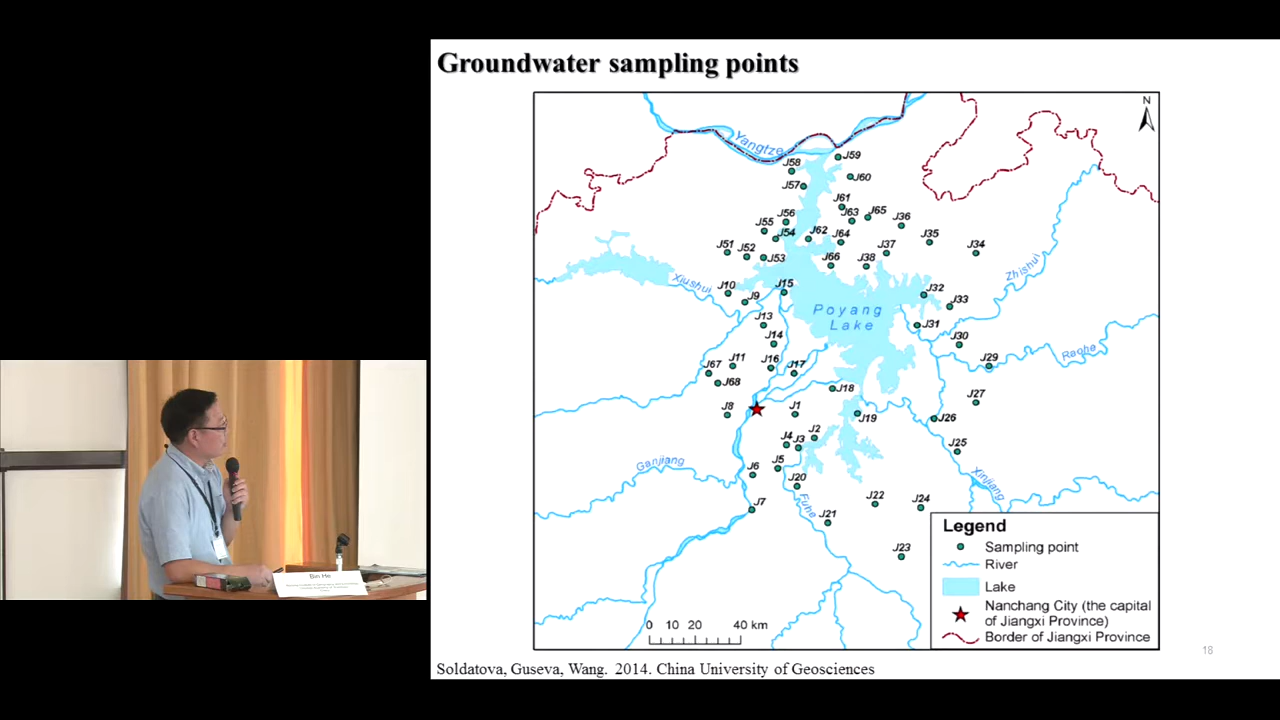 Groundwater sampling points
N
Yangtze
J59
J58
J60
J57
J61
J56
J63
J65
J36
J55
J54
J62
J64
J35
J51
J52
J53
J37
J34
J66
J38
Zhishui
Xiushui
J10
J9
J15
J32
J33
Poyang
Lake
J13
J31
J14
J30
Raohe
J67
J11
J16
J17
J29
J68
J18
J27
J8
J1
J19
J26
J4
J3
J2
J25
Ganjiang
J6
J5
J20
Xinjiang
J7
Fuhe
J22
J24
J21
J23
Legend
Sampling point
River
Lake
Nanchang City (the capital
of Jiangxi Province)
Border of Jiangxi Province
0 10 20 40 km
Soldatova, Guseva, Wang. 2014. China University of Geosciences
18
Bin He